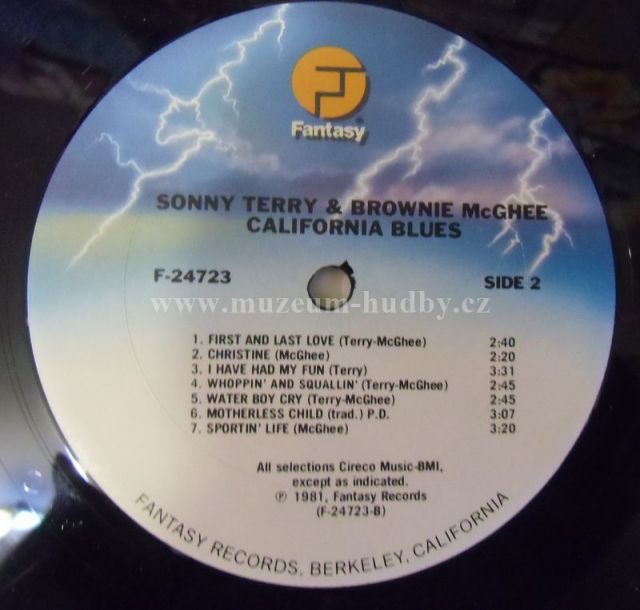 Fantasy
SONNY TERRY & BROWNIE McGHEE
CALIFORNIA BLUES
F-24723 SIDE 2
www.muzeum-hudby.cz
1. FIRST AND LAST LOVE (Terry-McGhee) 2:40
2. CHRISTINE (McGhee) 2:20
3. I HAVE HAD MY FUN (Terry) 3:31
4. WHOPPIN' AND SQUALLIN' (Terry-McGhee) 2:45
5. WATER BOY CRY (Terry-McGhee) 2:45
6. MOTHERLESS CHILD (trad.) P.D. 3:07
7. SPORTIN' LIFE (McGhee) 3:20
All selections Cireco Music-BMI,
except as indicated.
℗ 1981, Fantasy Records
(F-24723-B)
FANTASY RECORDS, BERKELEY, CALIFORNIA